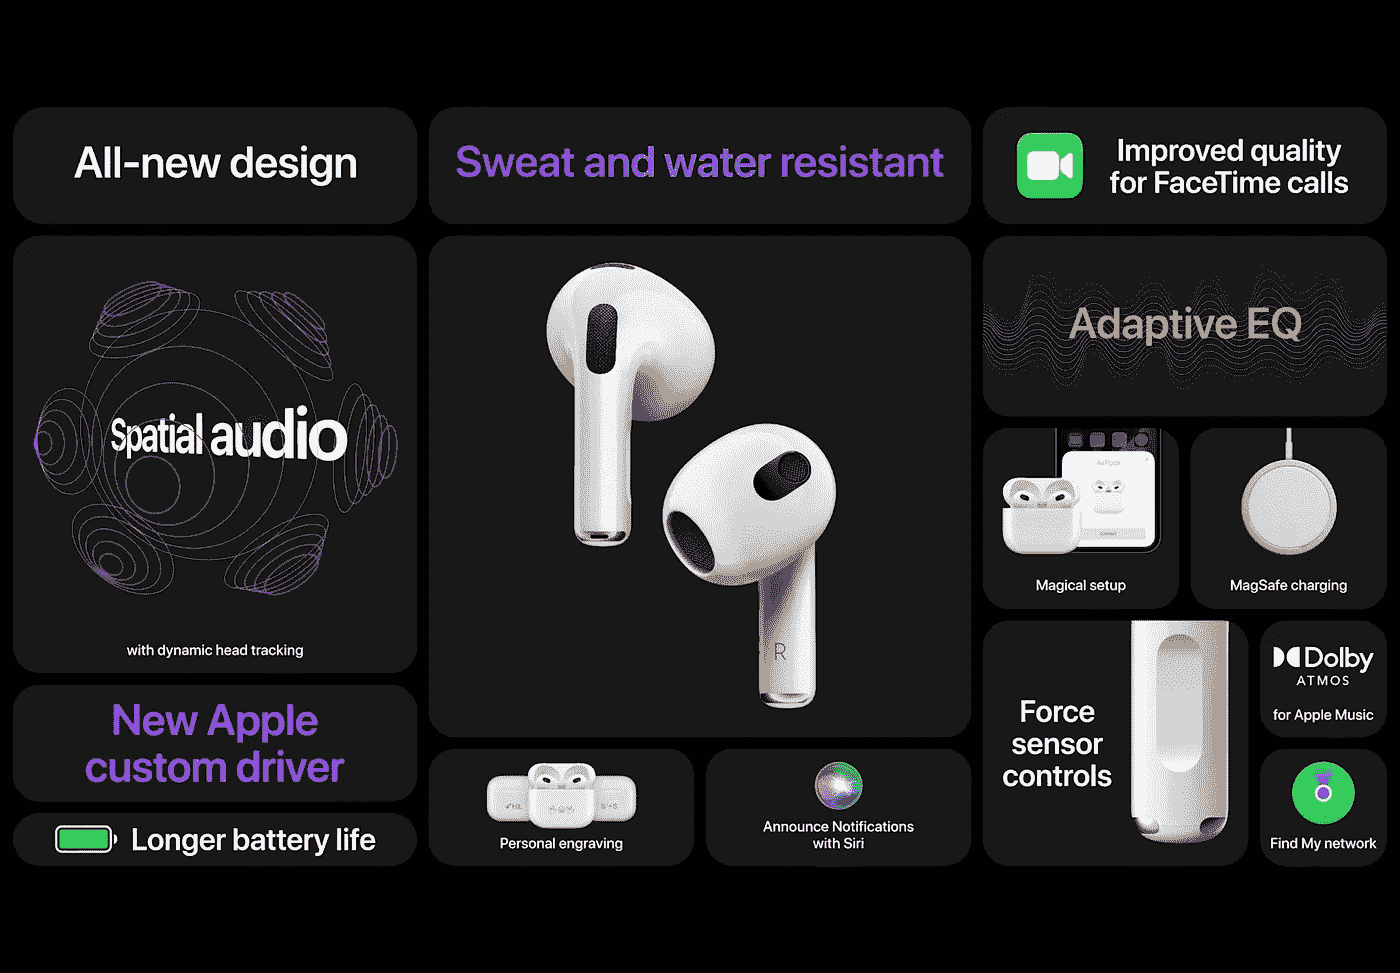 All-new design
Sweat and water resistant
Improved quality
for FaceTime calls
Spatial audio
with dynamic head tracking
Adaptive EQ
AirPods
Connect
Magical setup
MagSafe charging
R
New Apple
custom driver
Longer battery life
Personal engraving
Announce Notifications
with Siri
Force
sensor
controls
Dolby
ATMOS
for Apple Music
Find My network